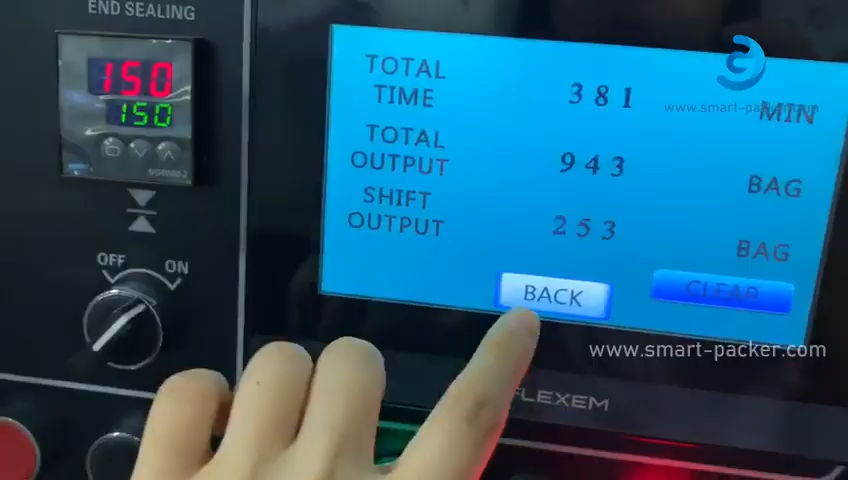 END SEALING
150
150
OFF
ON
TOTAL TIME 381 MIN
TOTAL OUTPUT 943 BAG
SHIFT OUTPUT 253 BAG
BACK
CLEAR
FLEXEM
www.smart-packer.com
www.smart-packer.com